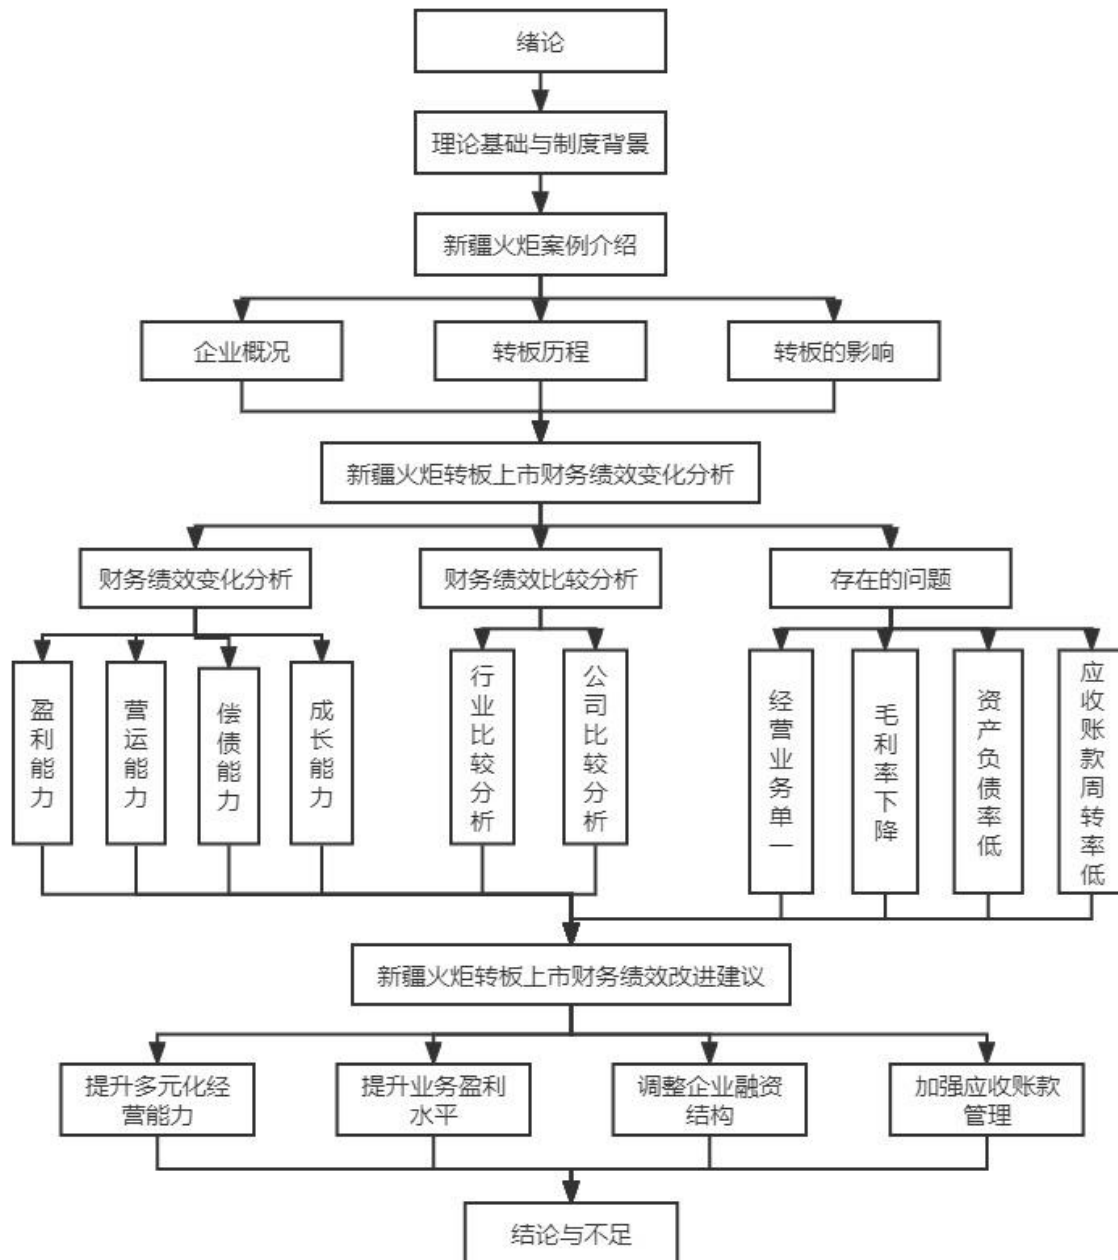 绪论
理论基础与制度背景
新疆火炬案例介绍
企业概况
转板历程
转板的影响
新疆火炬转板上市财务绩效变化分析
财务绩效变化分析
财务绩效比较分析
存在的问题
盈利能力
营运能力
偿债能力
成长能力
行业比较分析
公司比较分析
经营业务单一
毛利率下降
资产负债率低
应收账款周转率低
新疆火炬转板上市财务绩效改进建议
提升多元化经
营能力
提升业务盈利
水平
调整企业融资
结构
加强应收账款
管理
结论与不足